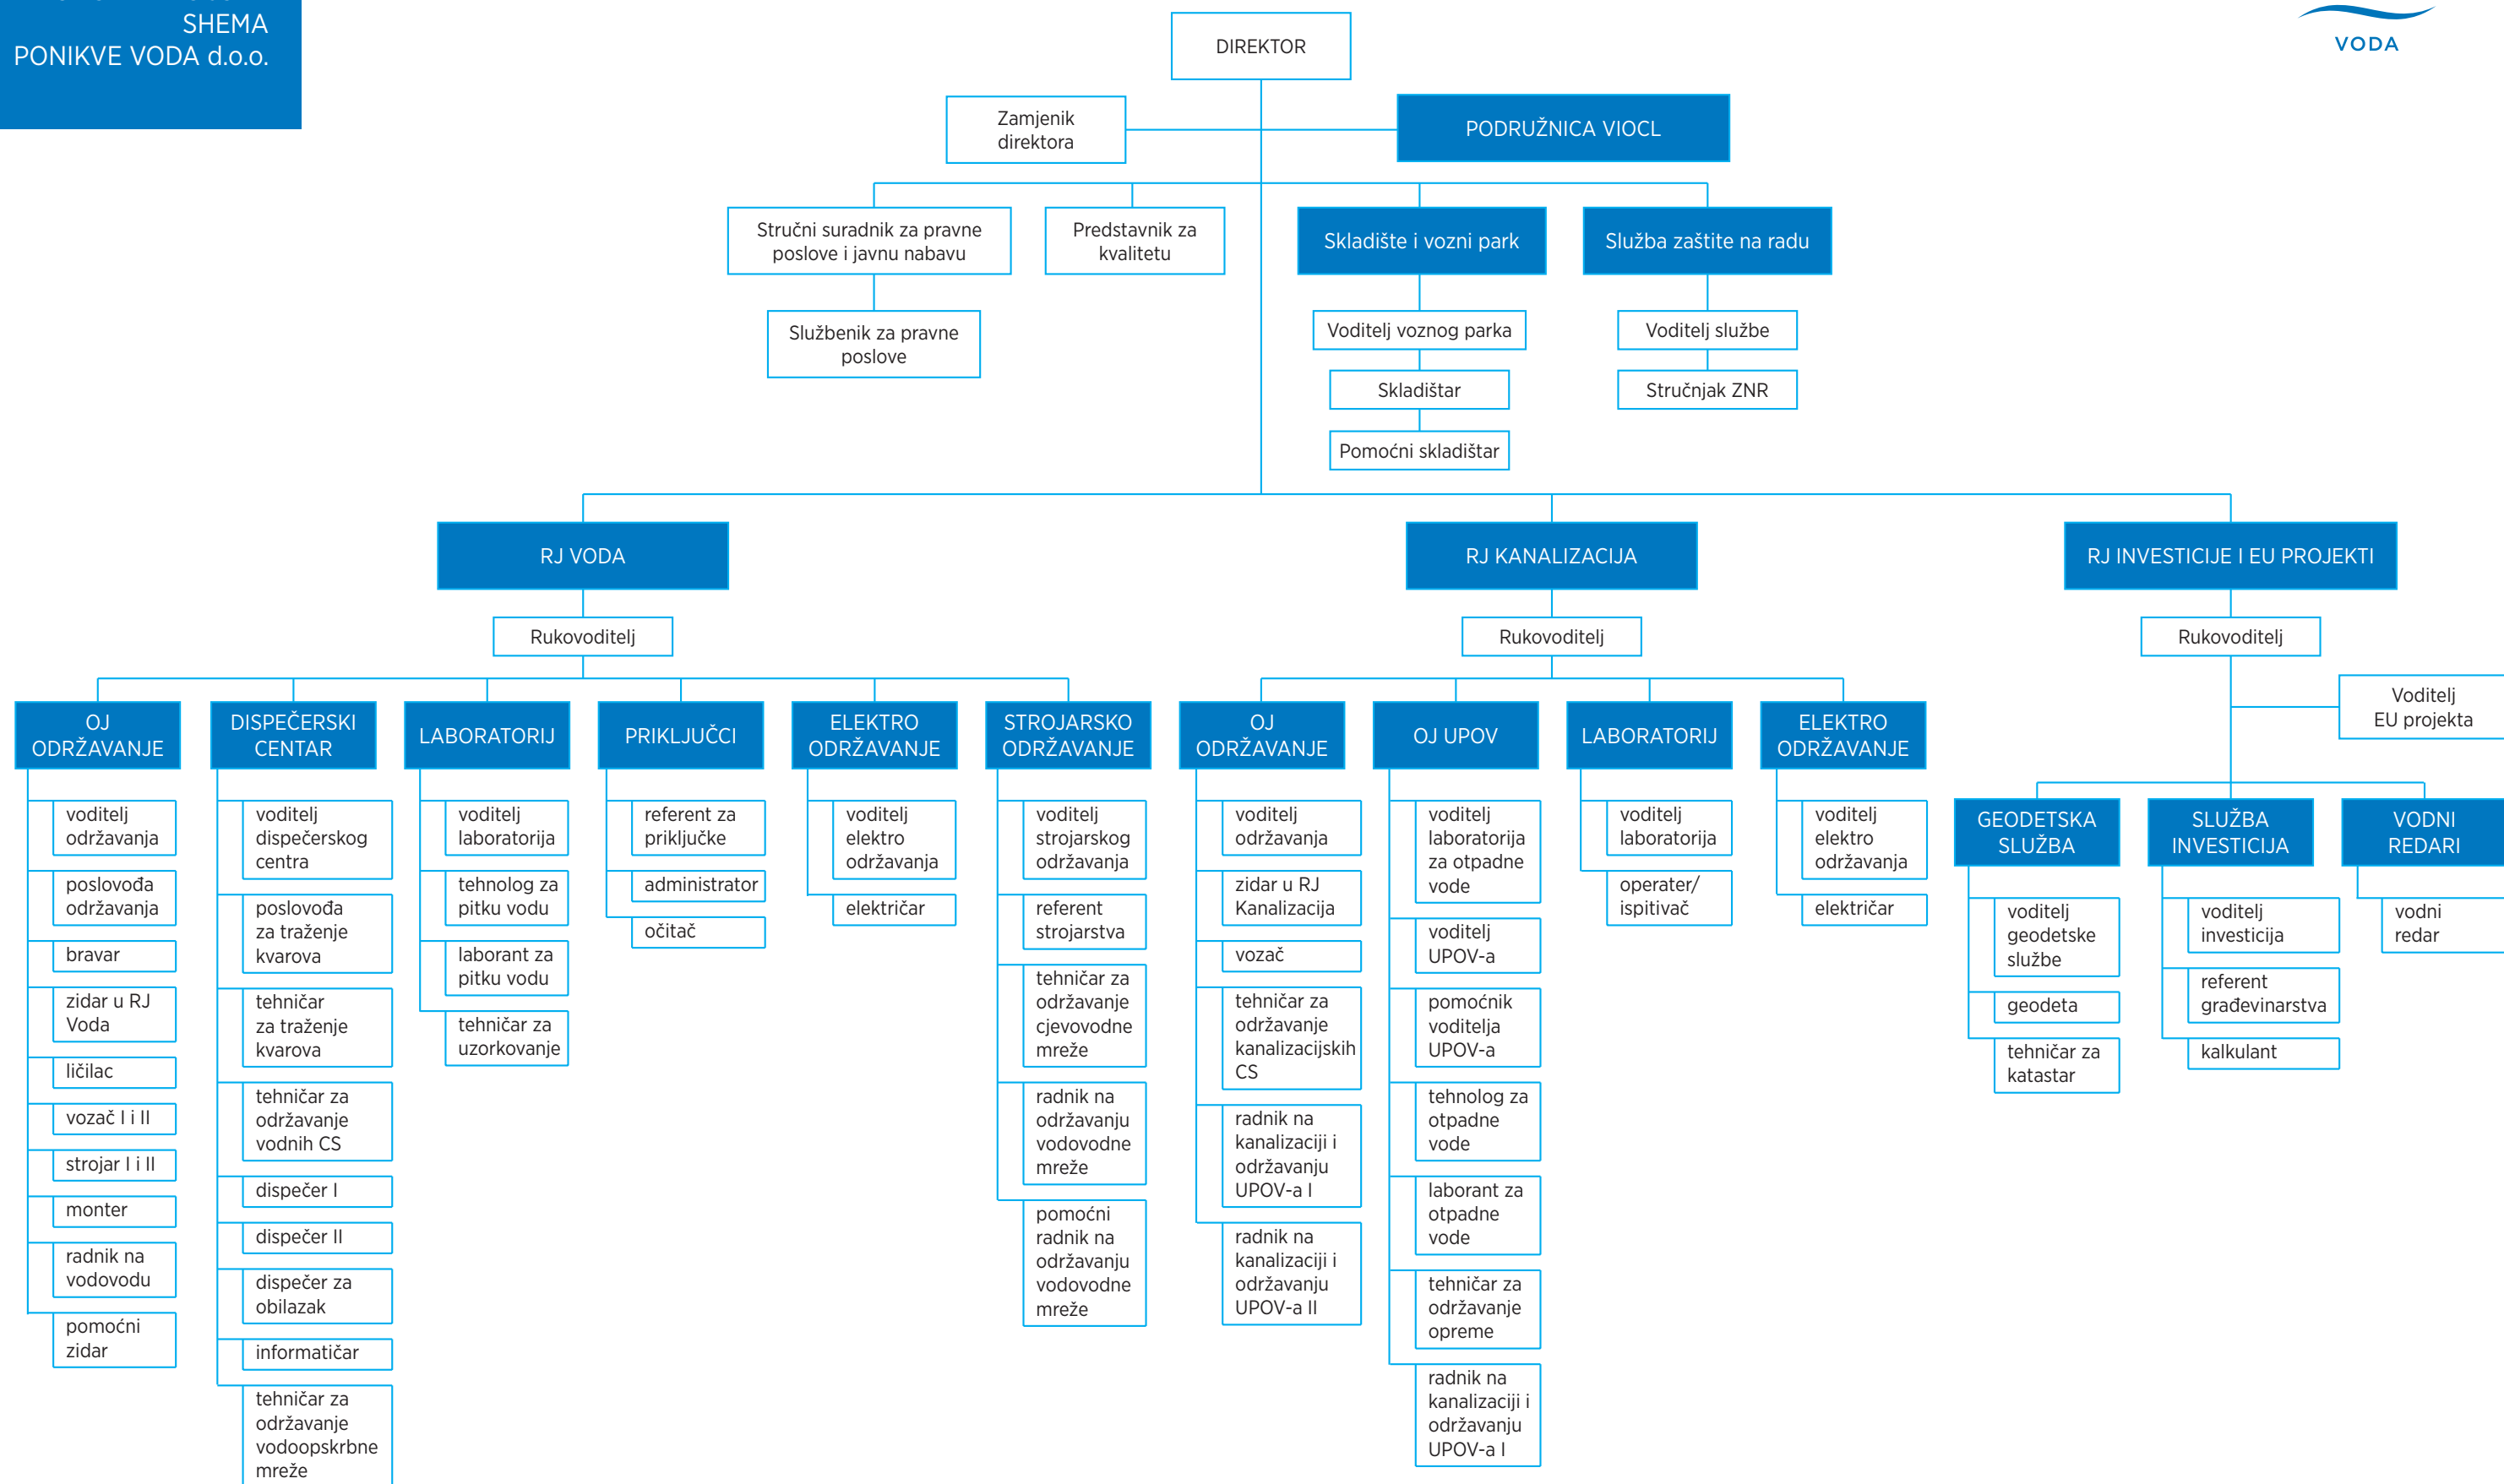 SHEMA
PONIKVE VODA d.o.o.
VODA
DIREKTOR
Zamjenik
direktora
PODRUŽNICA VIOCL
Stručni suradnik za pravne
poslove i javnu nabavu
Predstavnik za
kvalitetu
Skladište i vozni park
Služba zaštite na radu
Službenik za pravne
poslove
Voditelj voznog parka
Skladištar
Pomoćni skladištar
Voditelj službe
Stručnjak ZNR
RJ VODA
RJ KANALIZACIJA
RJ INVESTICIJE I EU PROJEKTI
Rukovoditelj
Rukovoditelj
Rukovoditelj
Voditelj
EU projekta
OJ
ODRŽAVANJE
voditelj
održavanja
poslovođa
održavanja
bravar
zidar u RJ
Voda
ličilac
vozač I i II
strojar I i II
monter
radnik na
vodovodu
pomoćni
zidar
DISPEČERSKI
CENTAR
voditelj
dispečerskog
centra
poslovođa
za traženje
kvarova
tehničar
za traženje
kvarova
tehničar za
održavanje
vodnih CS
dispečer I
dispečer II
dispečer za
obilazak
informatičar
tehničar za
održavanje
vodoopskrbne
mreže
LABORATORIJ
voditelj
laboratorija
tehnolog za
pitku vodu
laborant za
pitku vodu
tehničar za
uzorkovanje
PRIKLJUČCI
referent za
priključke
administrator
očitač
ELEKTRO
ODRŽAVANJE
voditelj
elektro
održavanja
električar
STROJARSKO
ODRŽAVANJE
voditelj
strojarskog
održavanja
referent
strojarstva
tehničar za
održavanje
cjevovodne
mreže
radnik na
održavanju
vodovodne
mreže
pomoćni
radnik na
održavanju
vodovodne
mreže
OJ
ODRŽAVANJE
voditelj
održavanja
zidar u RJ
Kanalizacija
vozač
tehničar za
održavanje
kanalizacijskih
CS
radnik na
kanalizaciji i
održavanju
UPOV-a I
radnik na
kanalizaciji i
održavanju
UPOV-a II
OJ UPOV
voditelj
laboratorija
za otpadne
vode
voditelj
UPOV-a
pomoćnik
voditelja
UPOV-a
tehnolog za
otpadne
vode
laborant za
otpadne
vode
tehničar za
održavanje
opreme
radnik na
kanalizaciji i
održavanju
UPOV-a I
LABORATORIJ
voditelj
laboratorija
operater/
ispitivač
ELEKTRO
ODRŽAVANJE
voditelj
elektro
održavanja
električar
GEODETSKA
SLUŽBA
voditelj
geodetske
službe
geodeta
tehničar za
katastar
SLUŽBA
INVESTICIJA
voditelj
investicija
referent
građevinarstva
kalkulant
VODNI
REDARI
vodni
redar